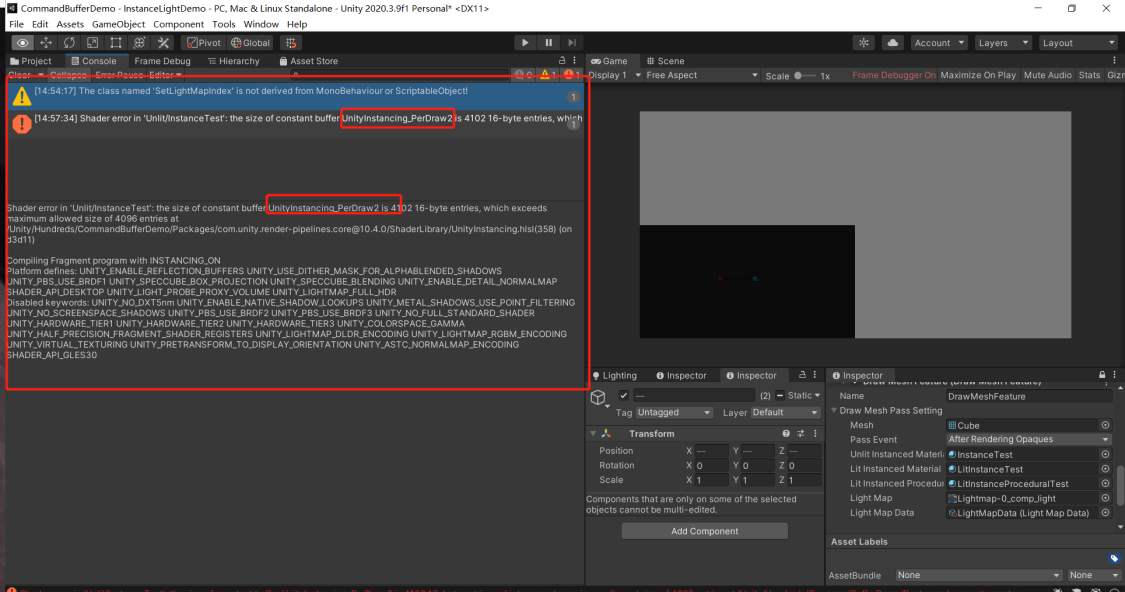 CommandBufferDemo - InstanceLightDemo - PC, Mac & Linux Standalone - Unity 2020.3.9f1 Personal* <DX11>
File Edit Assets GameObject Component Tools Window Help
Pivot Global Account Layers Layout
Project Console Frame Debug Hierarchy Asset Store Game Scene
Clear Collapse Error Pause Editor 0 1 1 Display 1 Free Aspect Scale 1x Frame Debugger On Maximize On Play Mute Audio Stats Giz
[14:54:17] The class named 'SetLightMapIndex' is not derived from MonoBehaviour or ScriptableObject! 1
[14:57:34] Shader error in 'Unlit/InstanceTest': the size of constant buffer UnityInstancing_PerDraw2 is 4102 16-byte entries, which 1
Shader error in 'Unlit/InstanceTest': the size of constant buffer UnityInstancing_PerDraw2 is 4102 16-byte entries, which exceeds
maximum allowed size of 4096 entries at
/Unity/Hundreds/CommandBufferDemo/Packages/com.unity.render-pipelines.core@10.4.0/ShaderLibrary/UnityInstancing.hlsl(358) (on
d3d11)
Compiling Fragment program with INSTANCING_ON
Platform defines: UNITY_ENABLE_REFLECTION_BUFFERS UNITY_USE_DITHER_MASK_FOR_ALPHABLENDED_SHADOWS
UNITY_PBS_USE_BRDF1 UNITY_SPECCUBE_BOX_PROJECTION UNITY_SPECCUBE_BLENDING UNITY_ENABLE_DETAIL_NORMALMAP
SHADER_API_DESKTOP UNITY_LIGHT_PROBE_PROXY_VOLUME UNITY_LIGHTMAP_FULL_HDR
Disabled keywords: UNITY_NO_DXT5nm UNITY_ENABLE_NATIVE_SHADOW_LOOKUPS UNITY_METAL_SHADOWS_USE_POINT_FILTERING
UNITY_NO_SCREENSPACE_SHADOWS UNITY_PBS_USE_BRDF2 UNITY_PBS_USE_BRDF3 UNITY_NO_FULL_STANDARD_SHADER
UNITY_HARDWARE_TIER1 UNITY_HARDWARE_TIER2 UNITY_HARDWARE_TIER3 UNITY_COLORSPACE_GAMMA
UNITY_HALF_PRECISION_FRAGMENT_SHADER_REGISTERS UNITY_LIGHTMAP_DLDR_ENCODING UNITY_LIGHTMAP_RGBM_ENCODING
UNITY_VIRTUAL_TEXTURING UNITY_PRETRANSFORM_TO_DISPLAY_ORIENTATION UNITY_ASTC_NORMALMAP_ENCODING
SHADER_API_GLES30
Lighting Inspector Inspector
— (2) Static
Tag Untagged Layer Default
Transform
Position X — Y — Z —
Rotation X 0 Y 0 Z 0
Scale X 1 Y 1 Z 1
Components that are only on some of the selected
objects cannot be multi-edited.
Add Component
Inspector
Draw Mesh Feature (Draw Mesh Feature)
Name DrawMeshFeature
Draw Mesh Pass Setting
Mesh Cube
Pass Event After Rendering Opaques
Unlit Instanced Materi InstanceTest
Lit Instanced Material LitInstanceTest
Lit Instanced Procedur LitInstanceProceduralTest
Light Map Lightmap-0_comp_light
Light Map Data LightMapData (Light Map Data)
Asset Labels
AssetBundle None None